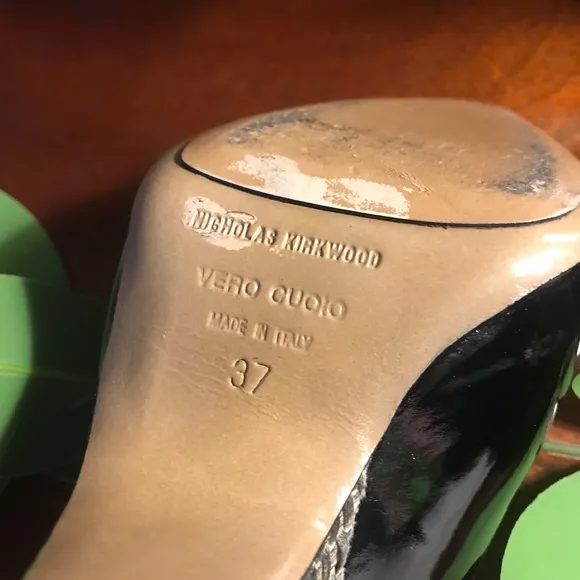 NICHOLAS KIRKWOOD
VERO CUOIO
MADE IN ITALY
37